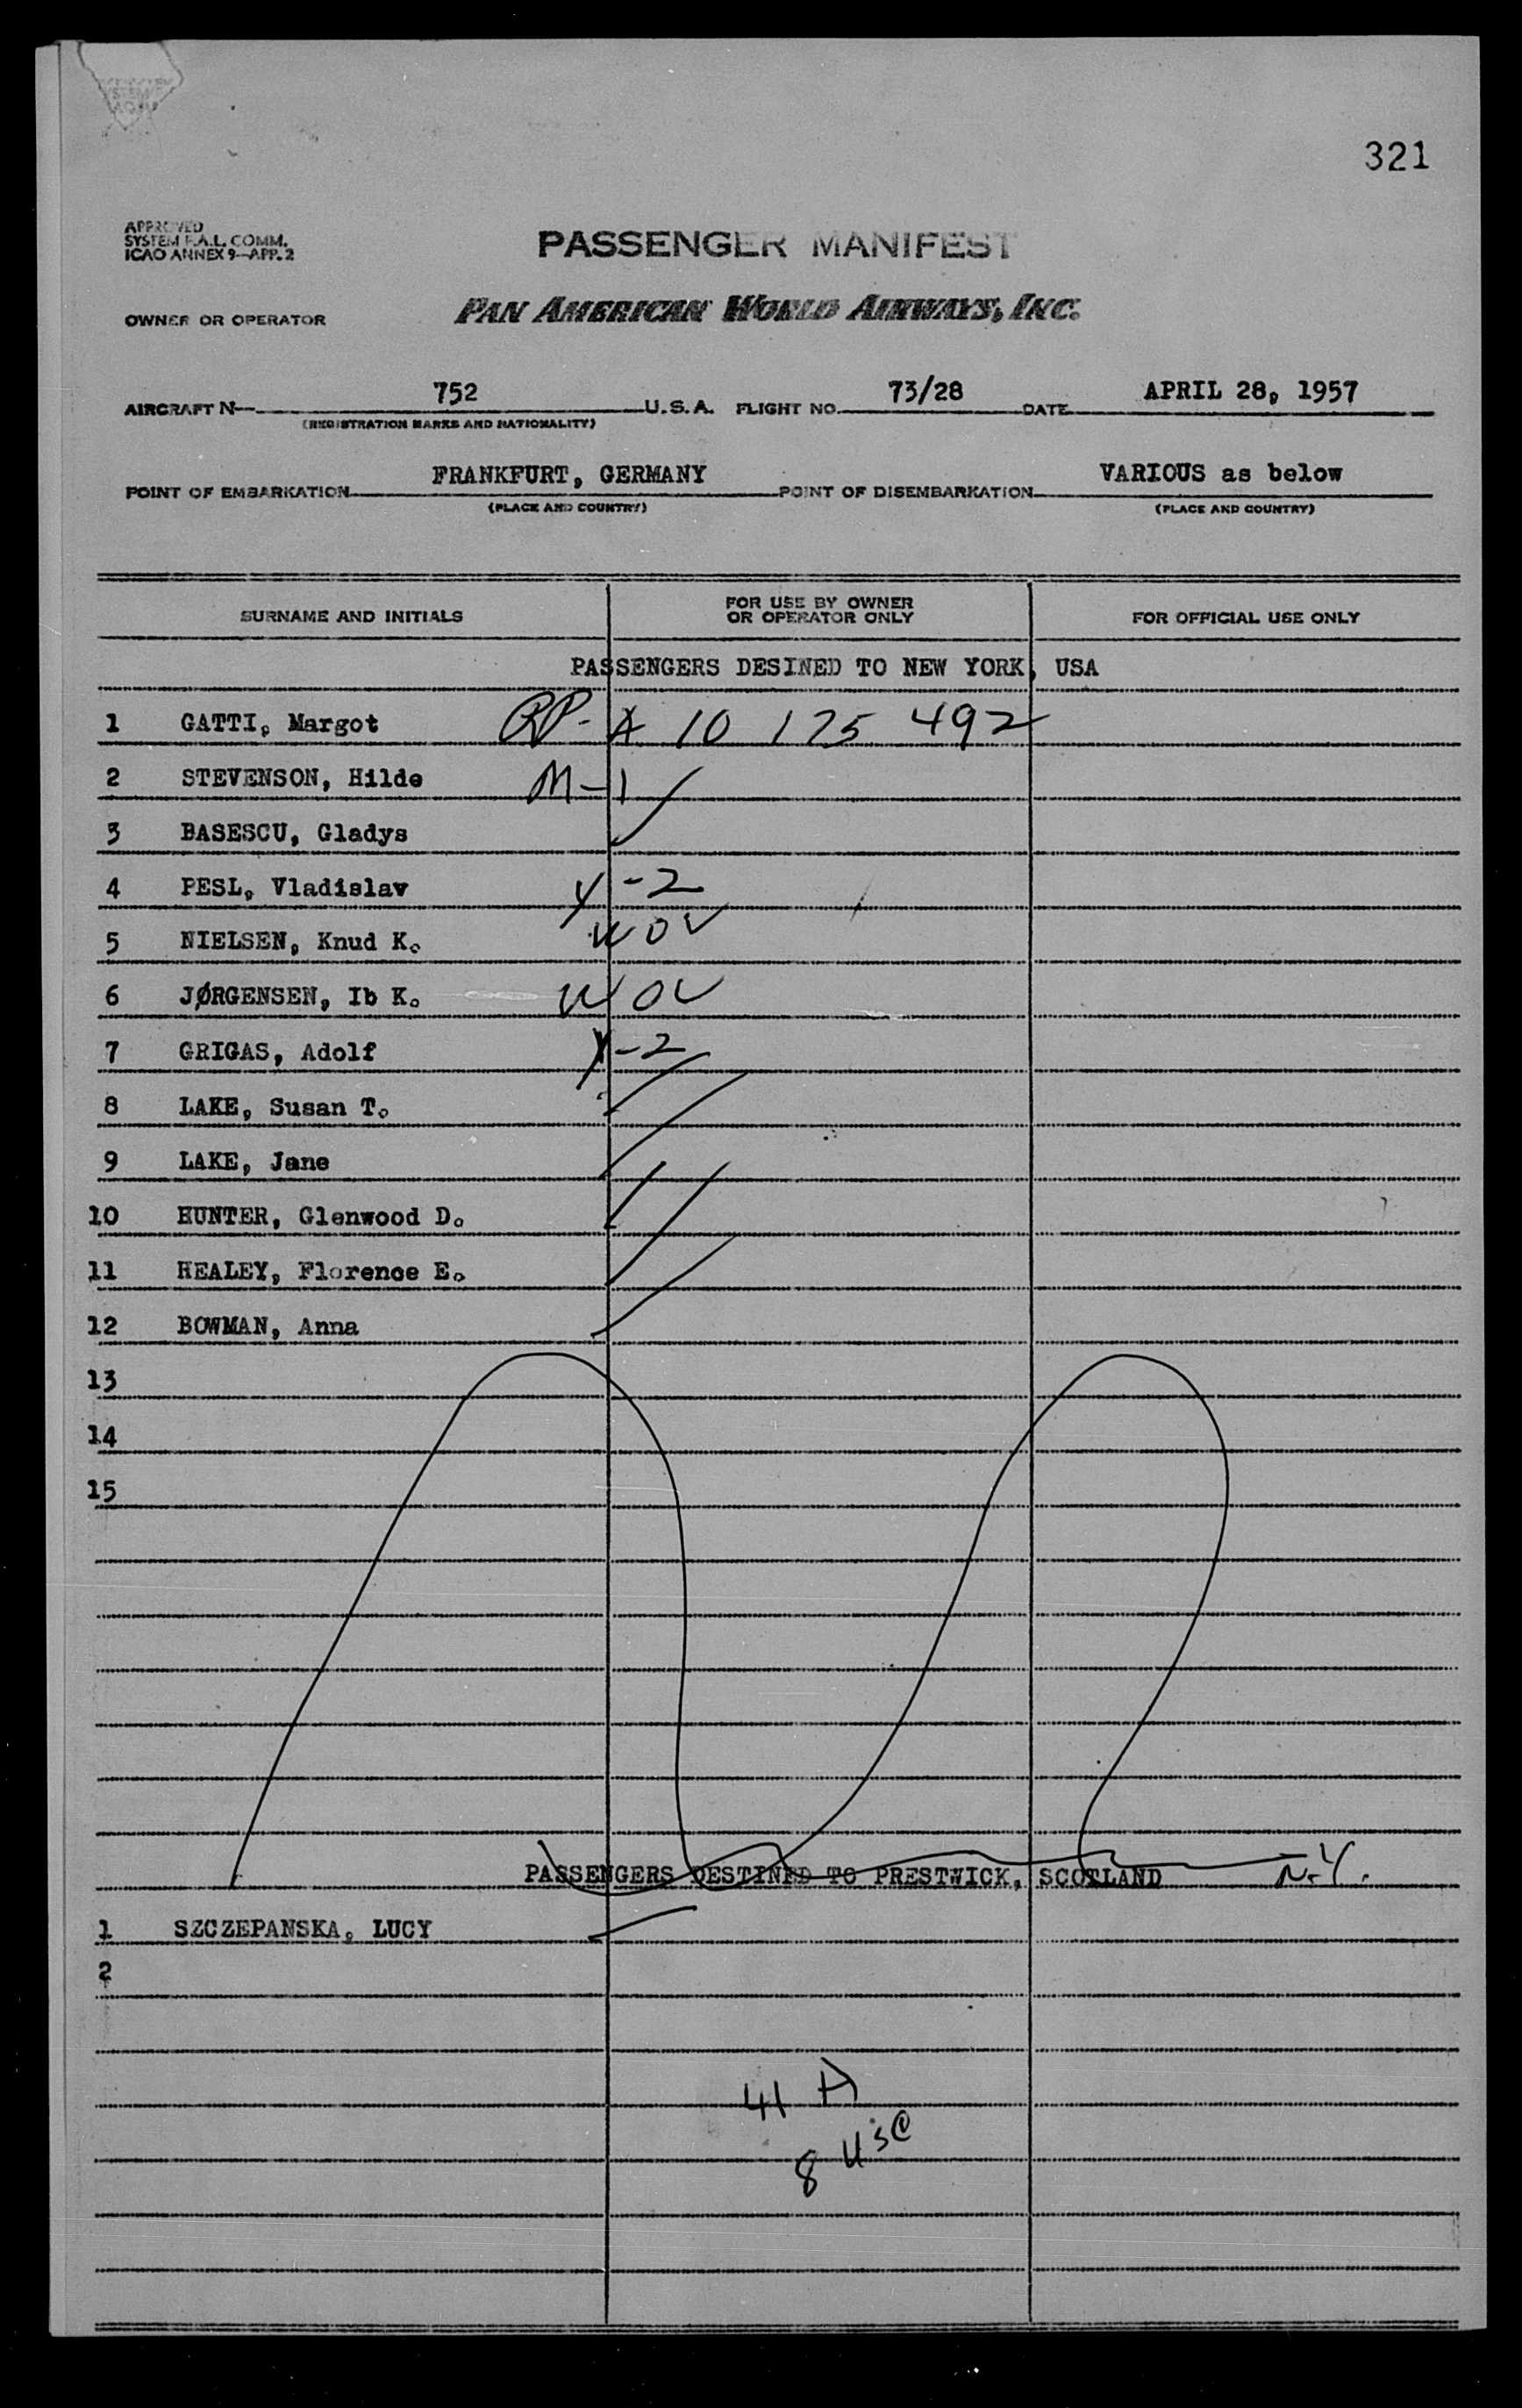 321
APPROVED
SYSTEM F.A.L. COMM.
ICAO ANNEX 9—APP. 2
PASSENGER MANIFEST
OWNER OR OPERATOR PAN AMERICAN WORLD AIRWAYS, INC.
AIRCRAFT N— 752 U.S.A. FLIGHT NO. 73/28 DATE APRIL 28, 1957
(REGISTRATION MARKS AND NATIONALITY)
POINT OF EMBARKATION FRANKFURT, GERMANY POINT OF DISEMBARKATION VARIOUS as below
(PLACE AND COUNTRY) (PLACE AND COUNTRY)
SURNAME AND INITIALS FOR USE BY OWNER OR OPERATOR ONLY FOR OFFICIAL USE ONLY
PASSENGERS DESINED TO NEW YORK, USA
1 GATTI, Margot RP- A 10 175 492
2 STEVENSON, Hilde M-1
3 BASESCU, Gladys
4 PESL, Vladislav Y-2
5 NIELSEN, Knud K. WOV
6 JØRGENSEN, Ib K. WOV
7 GRIGAS, Adolf Y-2
8 LAKE, Susan T.
9 LAKE, Jane
10 HUNTER, Glenwood D.
11 HEALEY, Florence E.
12 BOWMAN, Anna
13
14
15
PASSENGERS DESTINED TO PRESTWICK, SCOTLAND N.Y.
1 SZCZEPANSKA, LUCY
2
41 A
8 USC